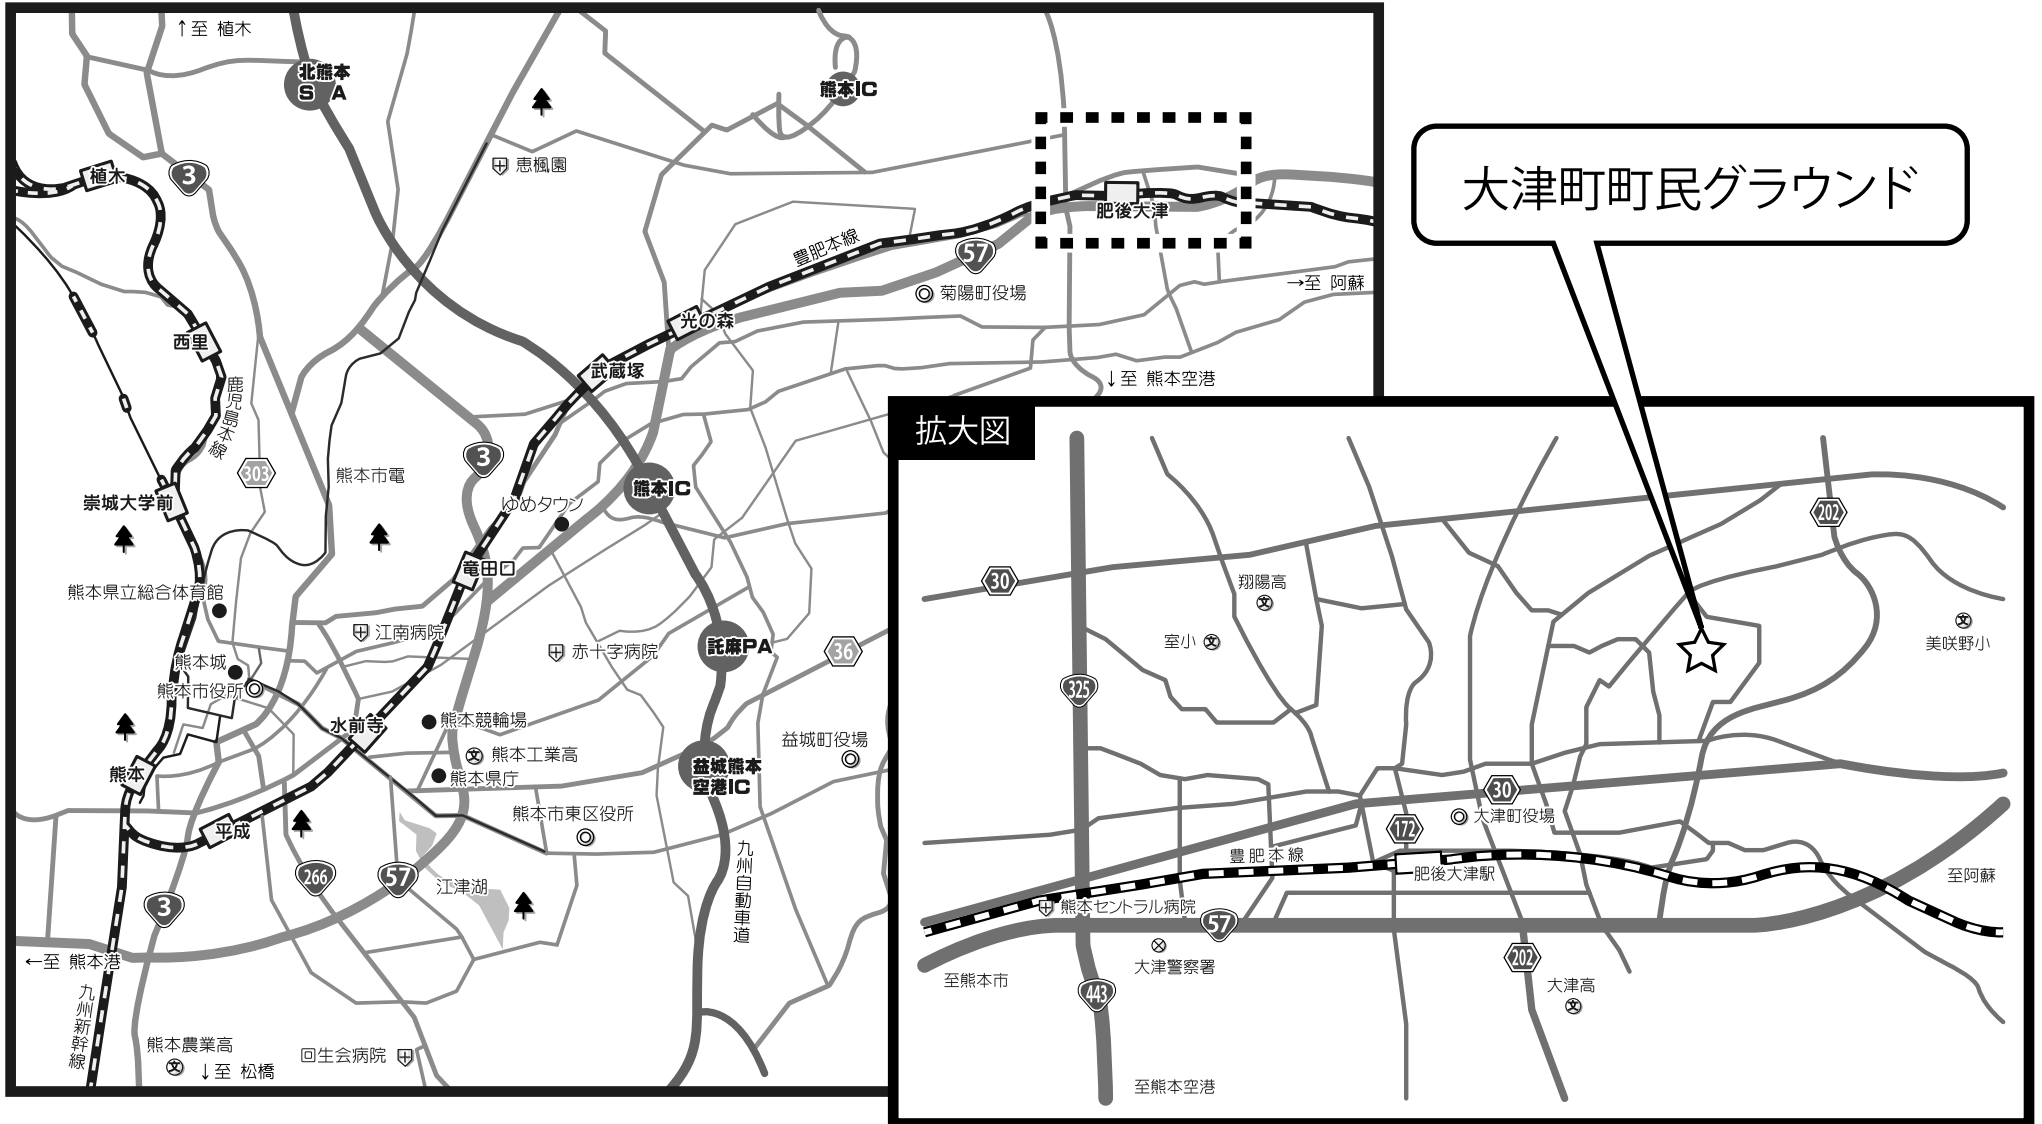 ↑至 植木
北熊本
S A
熊本IC
恵楓園
3
植木
肥後大津
大津町町民グラウンド
豊肥本線
57
菊陽町役場
→至 阿蘇
光の森
西里
武蔵塚
↓至 熊本空港
鹿児島本線
拡大図
3
303
熊本市電
熊本IC
ゆめタウン
崇城大学前
竜田口
熊本県立総合体育館
江南病院
赤十字病院
託麻PA
36
熊本城
熊本市役所
水前寺
熊本競輪場
文 熊本工業高
熊本県庁
益城町役場
益城熊本
空港IC
熊本
熊本市東区役所
平成
九州自動車道
266
57
江津湖
3
←至 熊本港
九州新幹線
熊本農業高
文
↓至 松橋
回生会病院
202
30
翔陽高
文
室小 文
文
美咲野小
325
30
大津町役場
172
豊肥本線
肥後大津駅
至阿蘇
熊本セントラル病院
57
大津警察署
202
至熊本市
443
大津高
文
至熊本空港